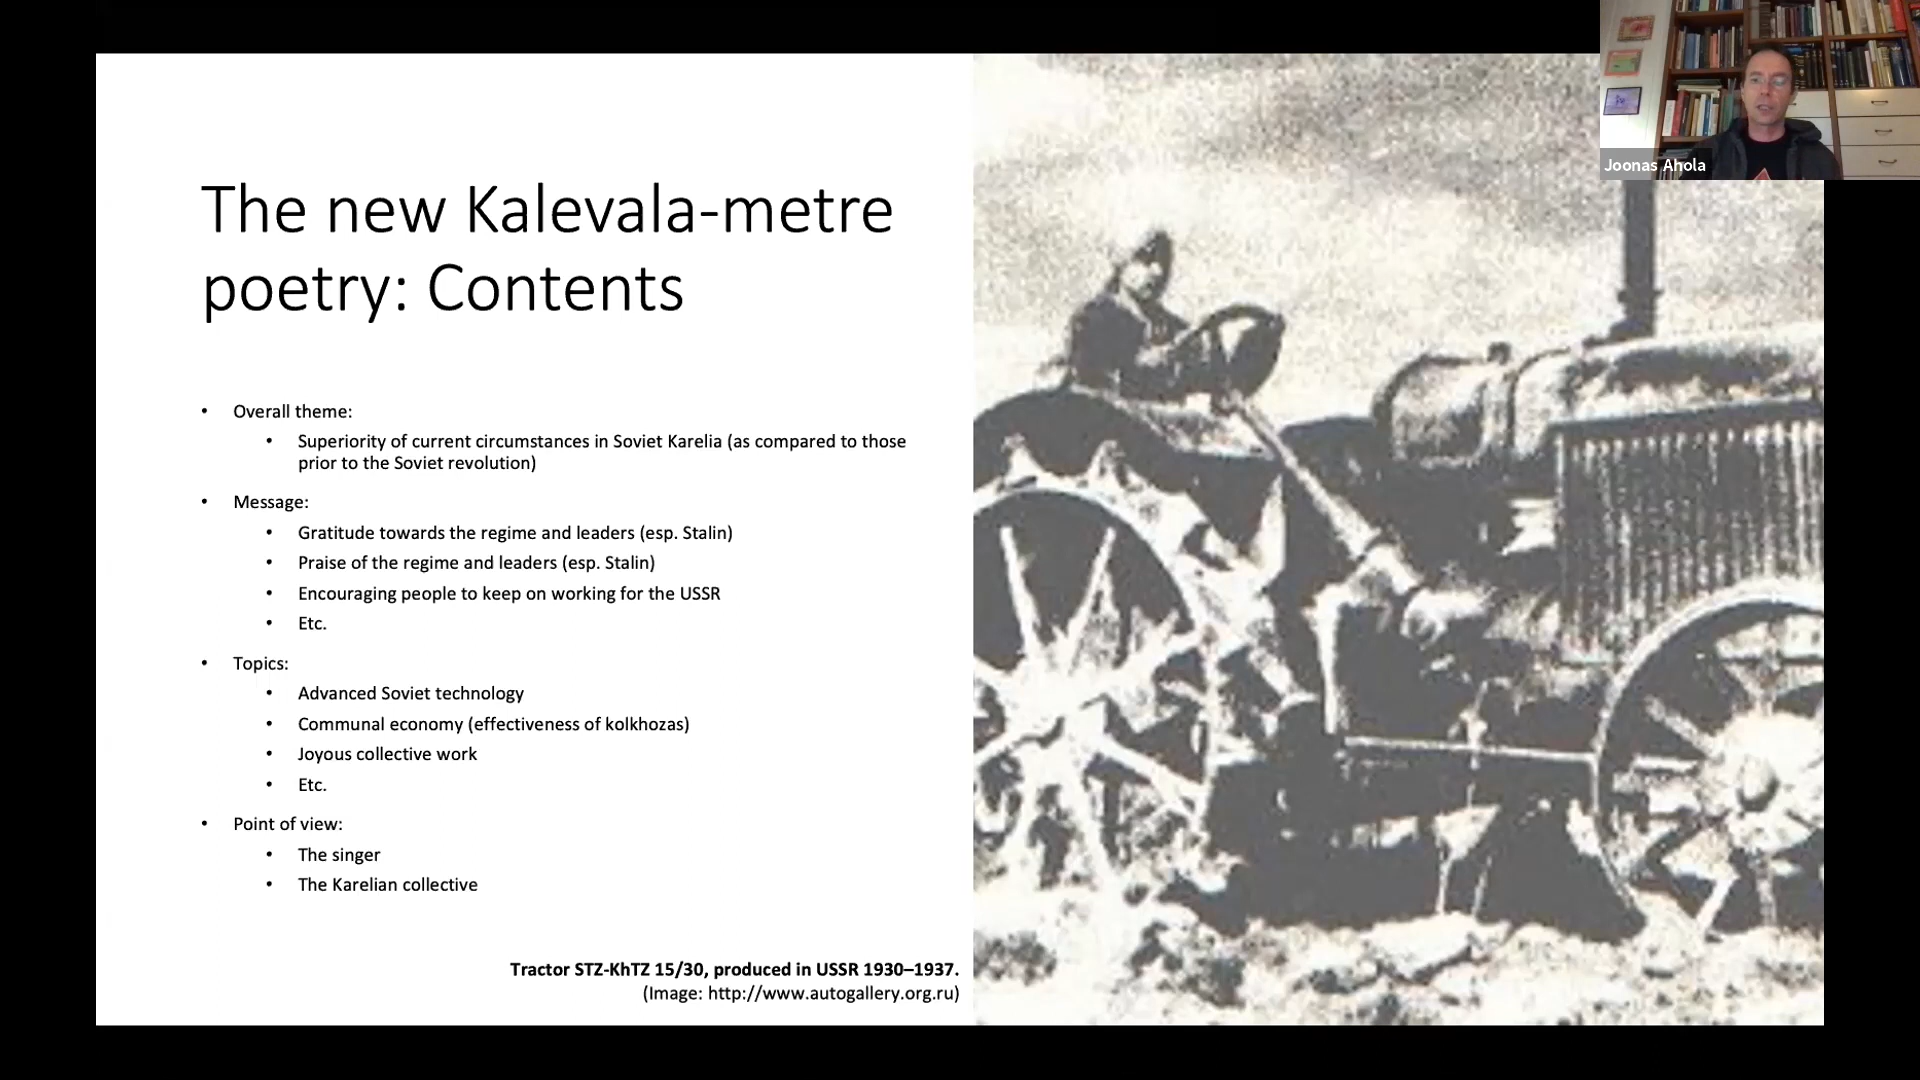 The new Kalevala-metre
poetry: Contents
• Overall theme:
• Superiority of current circumstances in Soviet Karelia (as compared to those
prior to the Soviet revolution)
• Message:
• Gratitude towards the regime and leaders (esp. Stalin)
• Praise of the regime and leaders (esp. Stalin)
• Encouraging people to keep on working for the USSR
• Etc.
• Topics:
• Advanced Soviet technology
• Communal economy (effectiveness of kolkhozas)
• Joyous collective work
• Etc.
• Point of view:
• The singer
• The Karelian collective
Tractor STZ-KhTZ 15/30, produced in USSR 1930–1937.
(Image: http://www.autogallery.org.ru)
Joonas Ahola